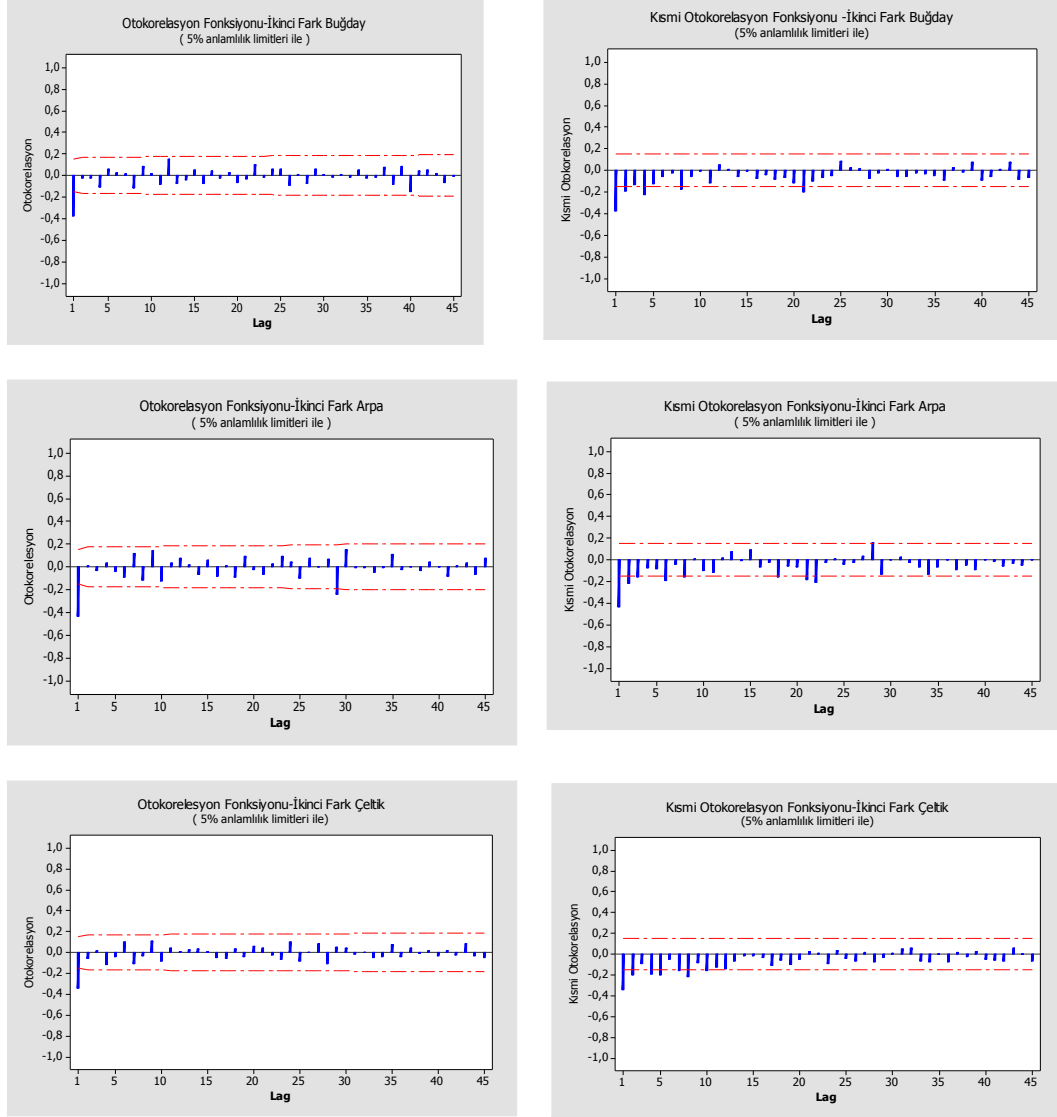 Otokorelasyon Fonksiyonu-İkinci Fark Buğday
( 5% anlamlılık limitleri ile )
1,0
0,8
0,6
0,4
0,2
0,0
-0,2
-0,4
-0,6
-0,8
-1,0
Otokorelasyon
1 5 10 15 20 25 30 35 40 45
Lag
Kısmi Otokorelasyon Fonksiyonu -İkinci Fark Buğday
(5% anlamlılık limitleri ile)
1,0
0,8
0,6
0,4
0,2
0,0
-0,2
-0,4
-0,6
-0,8
-1,0
Kısmi Otokorelasyon
1 5 10 15 20 25 30 35 40 45
Lag
Otokorelasyon Fonksiyonu-İkinci Fark Arpa
( 5% anlamlılık limitleri ile )
1,0
0,8
0,6
0,4
0,2
0,0
-0,2
-0,4
-0,6
-0,8
-1,0
Otokorelesyon
1 5 10 15 20 25 30 35 40 45
Lag
Kısmi Otokorelasyon Fonksiyonu-İkinci Fark Arpa
( 5% anlamlılık limitleri ile )
1,0
0,8
0,6
0,4
0,2
0,0
-0,2
-0,4
-0,6
-0,8
-1,0
Kısmi Otokorelasyon
1 5 10 15 20 25 30 35 40 45
Lag
Otokorelesyon Fonksiyonu-İkinci Fark Çeltik
( 5% anlamlılık limitleri ile)
1,0
0,8
0,6
0,4
0,2
0,0
-0,2
-0,4
-0,6
-0,8
-1,0
Otokorelasyon
1 5 10 15 20 25 30 35 40 45
Lag
Kısmi Otokorelasyon Fonksiyonu-İkinci Fark Çeltik
(5% anlamlılık limitleri ile)
1,0
0,8
0,6
0,4
0,2
0,0
-0,2
-0,4
-0,6
-0,8
-1,0
Kısmi Otokorelasyon
1 5 10 15 20 25 30 35 40 45
Lag